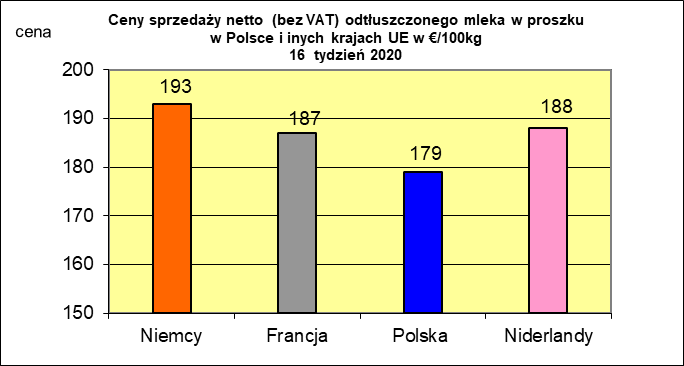 Ceny sprzedaży netto (bez VAT) odtłuszczonego mleka w proszku
w Polsce i inych krajach UE w €/100kg
16 tydzień 2020
cena
200
190
180
170
160
150
193
187
179
188
Niemcy
Francja
Polska
Niderlandy